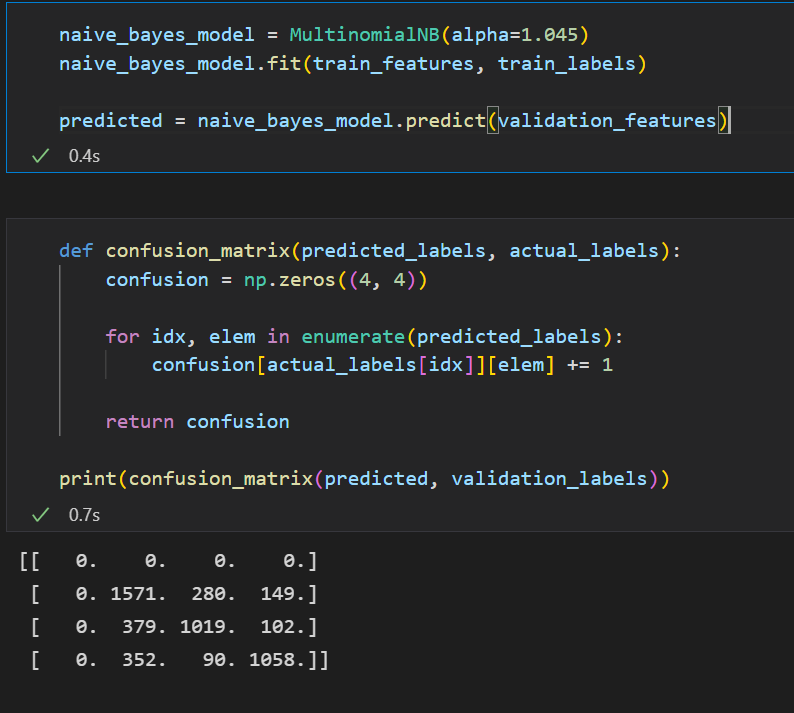 naive_bayes_model = MultinomialNB(alpha=1.045)
naive_bayes_model.fit(train_features, train_labels)
predicted = naive_bayes_model.predict(validation_features)
0.4s
def confusion_matrix(predicted_labels, actual_labels):
confusion = np.zeros((4, 4))
for idx, elem in enumerate(predicted_labels):
confusion[actual_labels[idx]][elem] += 1
return confusion
print(confusion_matrix(predicted, validation_labels))
0.7s
[[   0.    0.    0.    0.]
[   0. 1571.  280.  149.]
[   0.  379. 1019.  102.]
[   0.  352.   90. 1058.]]